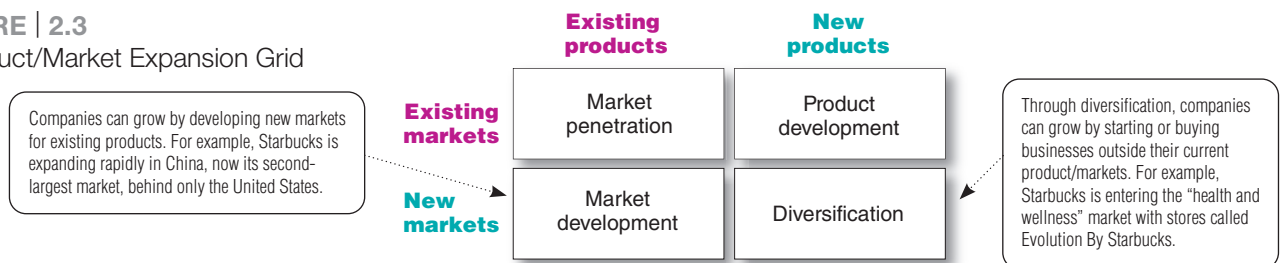 RE | 2.3
uct/Market Expansion Grid
Companies can grow by developing new markets
for existing products. For example, Starbucks is
expanding rapidly in China, now its second-
largest market, behind only the United States.
Existing
products
New
products
Existing
markets
Market
penetration
Product
development
New
markets
Market
development
Diversification
Through diversification, companies
can grow by starting or buying
businesses outside their current
product/markets. For example,
Starbucks is entering the “health and
wellness” market with stores called
Evolution By Starbucks.